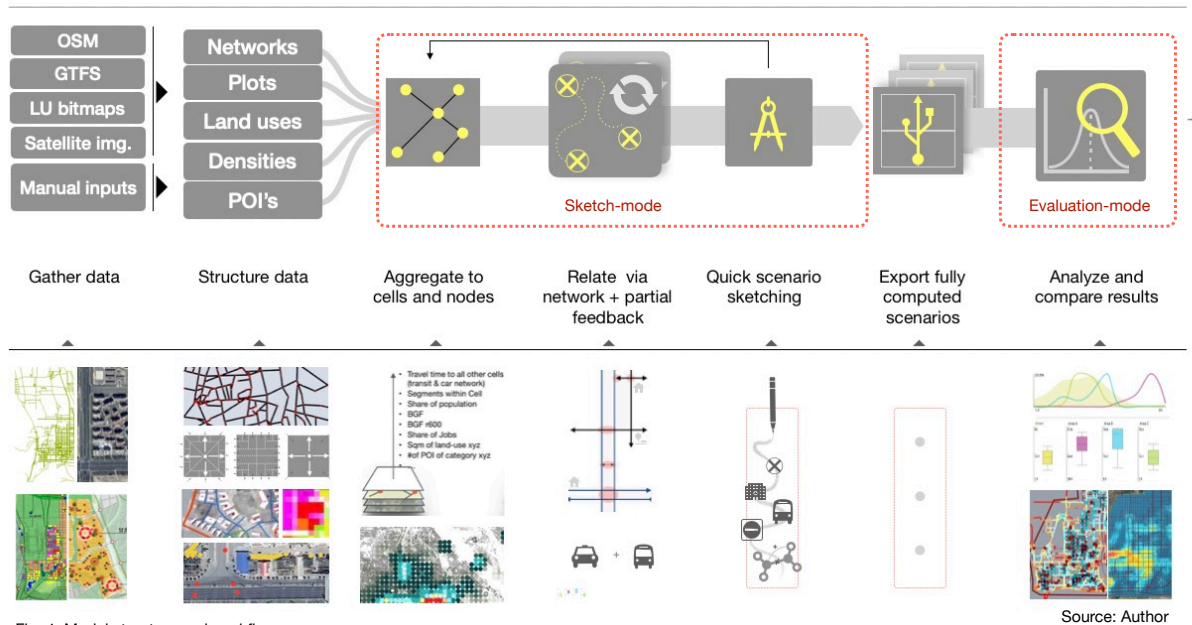 OSM
GTFS
LU bitmaps
Satellite img.
Manual inputs
Networks
Plots
Land uses
Densities
POI's
Sketch-mode
Evaluation-mode
Gather data
Structure data
Aggregate to
cells and nodes
Relate via
network + partial
feedback
Quick scenario
sketching
Export fully
computed
scenarios
Analyze and
compare results
• Travel time to all other cells
(transit & car network)
• Segments within Cell
• Share of population
• BGF
• BGF r600
• Share of Jobs
• Sqm of land-use xyz
• #of POI of category xyz
+
Source: Author